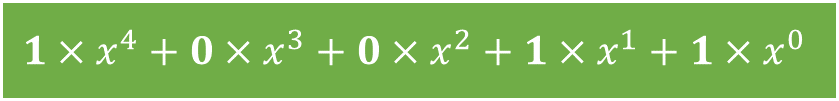 1 × x⁴ + 0 × x³ + 0 × x² + 1 × x¹ + 1 × x⁰